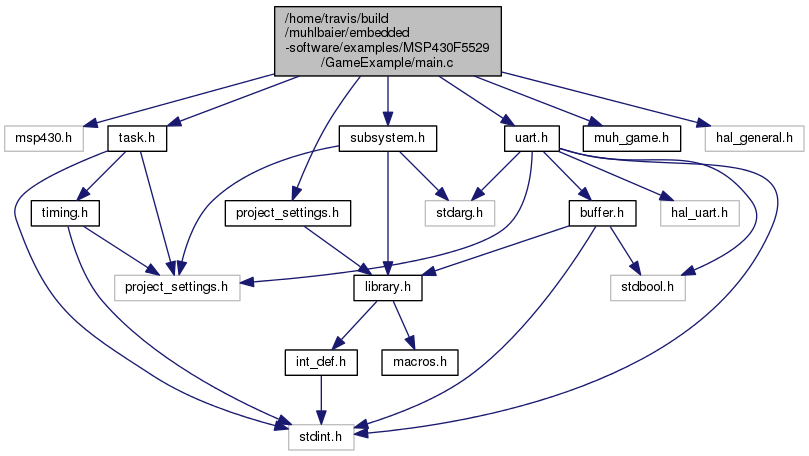 /home/travis/build
/muhlbaier/embedded
-software/examples/MSP430F5529
/GameExample/main.c
msp430.h
task.h
subsystem.h
uart.h
muh_game.h
hal_general.h
timing.h
project_settings.h
stdarg.h
buffer.h
hal_uart.h
project_settings.h
library.h
stdbool.h
int_def.h
macros.h
stdint.h